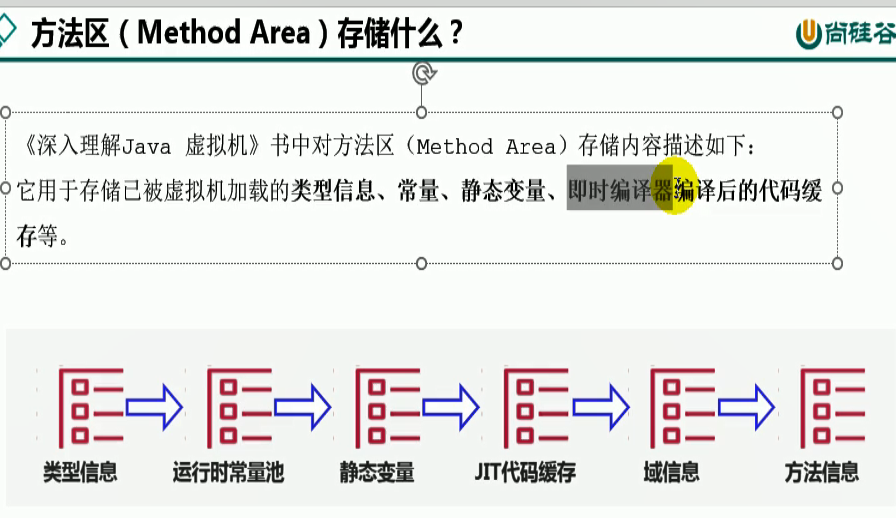 方法区（Method Area）存储什么？
尚硅谷
《深入理解Java 虚拟机》书中对方法区（Method Area）存储内容描述如下：
它用于存储已被虚拟机加载的类型信息、常量、静态变量、即时编译器编译后的代码缓
存等。
类型信息
运行时常量池
静态变量
JIT代码缓存
域信息
方法信息